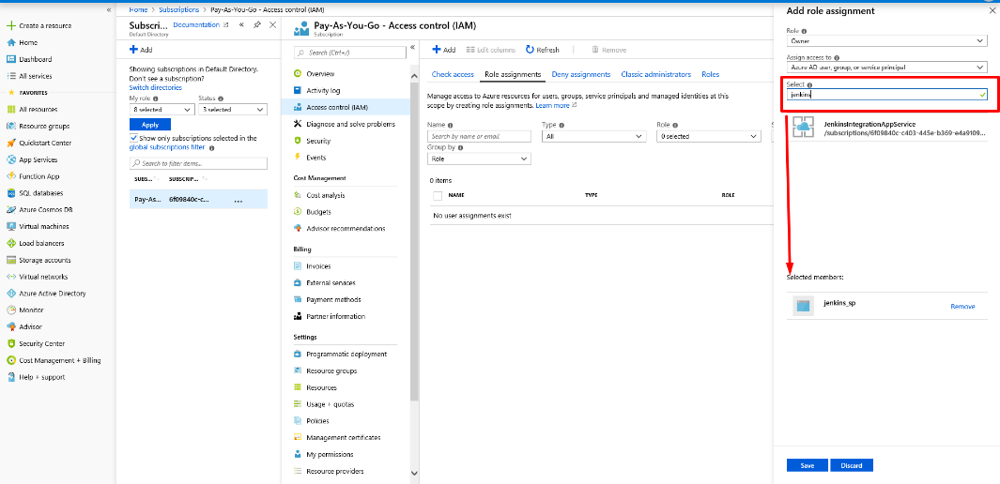 «
Create a resource
Home
Dashboard
All services
FAVORITES
All resources
Resource groups
Quickstart Center
App Services
Function App
SQL databases
Azure Cosmos DB
Virtual machines
Load balancers
Storage accounts
Virtual networks
Azure Active Directory
Monitor
Advisor
Security Center
Cost Management + Billing
Help + support
Home > Subscriptions > Pay-As-You-Go - Access control (IAM)
Subscri... Documentation «
Default Directory
+ Add
Showing subscriptions in Default Directory.
Don't see a subscription?
Switch directories
My role Status
8 selected 3 selected
Apply
Show only subscriptions selected in the
global subscriptions filter
Search to filter items...
SUBS... SUBSCRIP...
Pay-As... 6f09840c-c... ...
Pay-As-You-Go - Access control (IAM)
Subscription
Search (Ctrl+/) «
Overview
Activity log
Access control (IAM)
Diagnose and solve problems
Security
Events
Cost Management
Cost analysis
Budgets
Advisor recommendations
Billing
Invoices
External services
Payment methods
Partner information
Settings
Programmatic deployment
Resource groups
Resources
Usage + quotas
Policies
Management certificates
My permissions
Resource providers
+ Add Edit columns Refresh Remove
Check access Role assignments Deny assignments Classic administrators Roles
Manage access to Azure resources for users, groups, service principals and managed identities at this
scope by creating role assignments. Learn more
Name Type Role S
Search by name or email All 0 selected
Group by
Role
0 items
NAME TYPE ROLE
No user assignments exist
Add role assignment
Role
Owner
Assign access to
Azure AD user, group, or service principal
Select
jenkins
JenkinsIntegrationAppService
/subscriptions/6f09840c-c403-445e-b369-e4a9109...
Selected members:
jenkins_sp
Remove
Save Discard